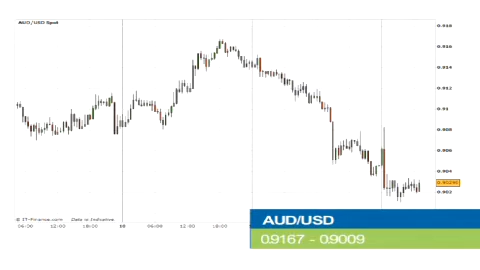 AUD/USD Spot
0.918
0.916
0.914
0.912
0.91
0.908
0.906
0.904
0.902
© IT-Finance.com Data is Indicative
06:00 12:00 18:00 10 06:00 12:00 18:00
AUD/USD
0.9167 - 0.9009